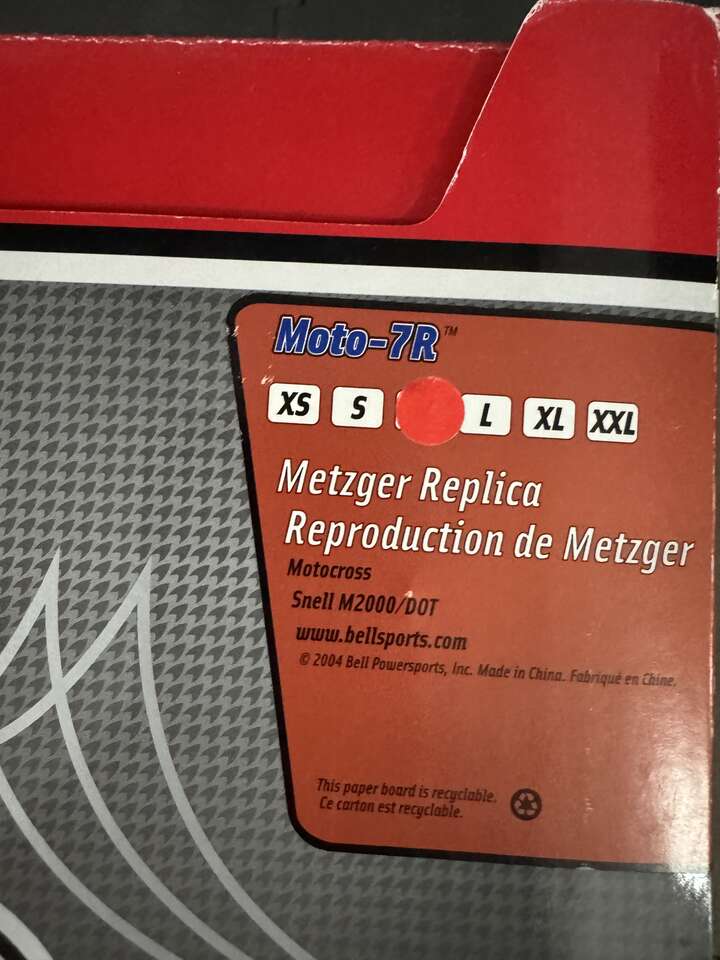 Moto-7R™
XS S L XL XXL
Metzger Replica
Reproduction de Metzger
Motocross
Snell M2000/DOT
www.bellsports.com
© 2004 Bell Powersports, Inc. Made in China. Fabriqué en Chine.
This paper board is recyclable.
Ce carton est recyclable.